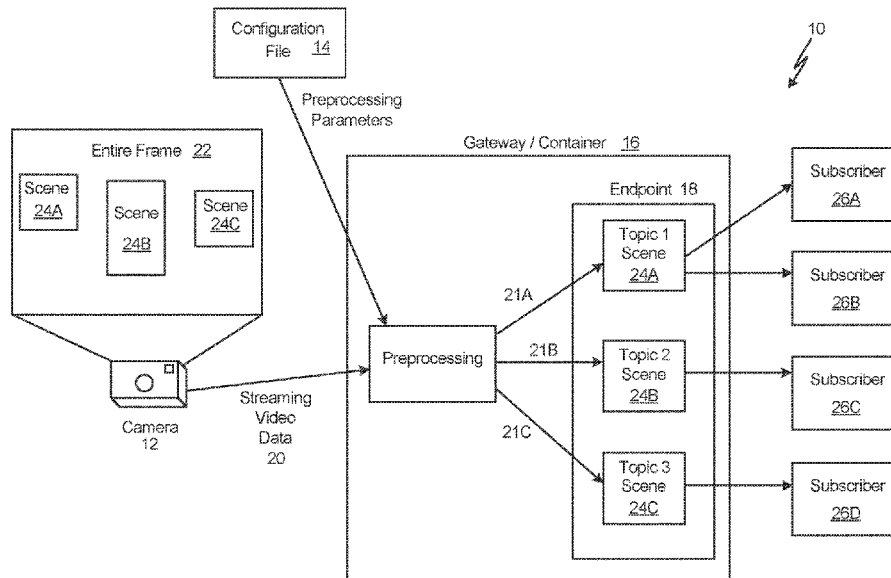 Configuration
File 14
10
Preprocessing
Parameters
Gateway / Container 16
Entire Frame 22
Scene
24A
Scene
24B
Scene
24C
Endpoint 18
Subscriber
26A
Topic 1
Scene
24A
21A
Subscriber
26B
Preprocessing
21B
Topic 2
Scene
24B
Subscriber
26C
Camera
12
Streaming
Video
Data
20
21C
Topic 3
Scene
24C
Subscriber
26D